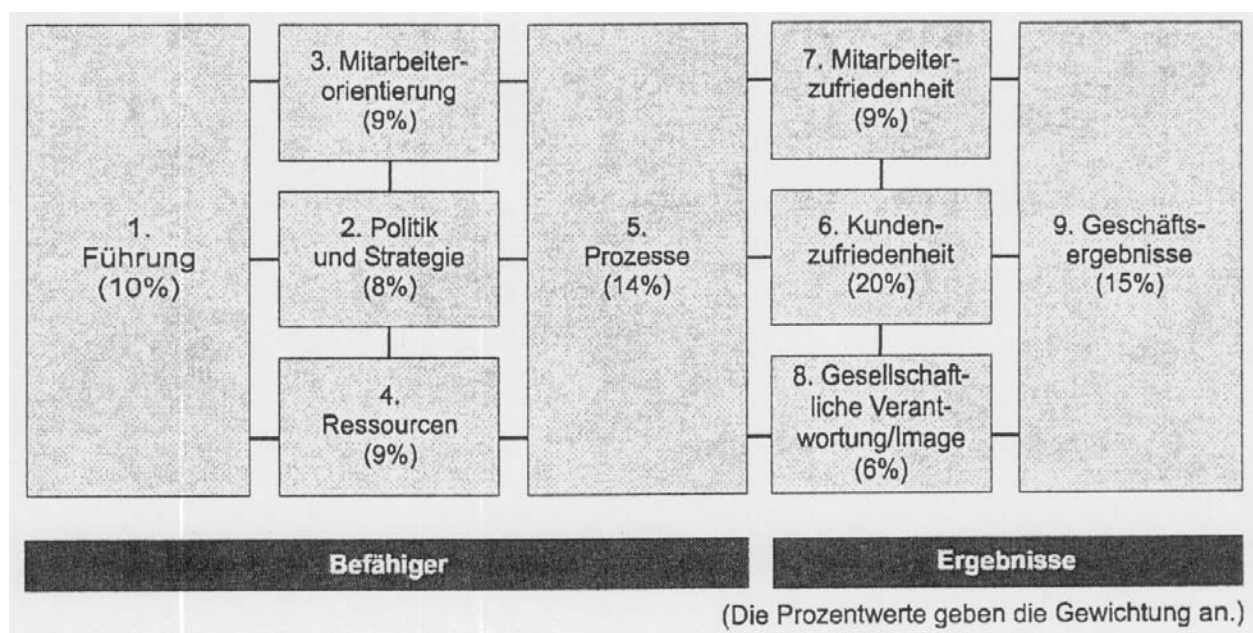 1.
Führung
(10%)
3. Mitarbeiter-
orientierung
(9%)
2. Politik
und Strategie
(8%)
4.
Ressourcen
(9%)
5.
Prozesse
(14%)
7. Mitarbeiter-
zufriedenheit
(9%)
6. Kunden-
zufriedenheit
(20%)
8. Gesellschaft-
liche Verant-
wortung/Image
(6%)
9. Geschäfts-
ergebnisse
(15%)
Befähiger
Ergebnisse
(Die Prozentwerte geben die Gewichtung an.)